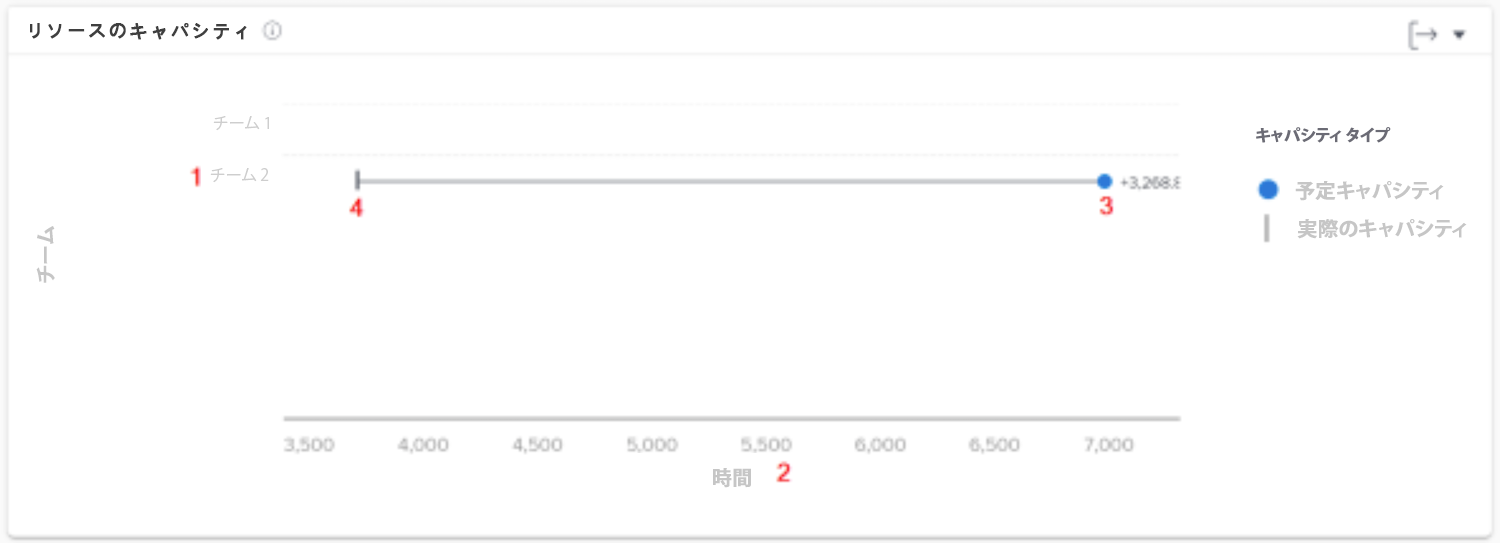 リソースのキャパシティ
チーム 1
1 チーム 2
+3,268.8
4
3
キャパシティ タイプ
予定キャパシティ
実際のキャパシティ
チーム
3,500 4,000 4,500 5,000 5,500 6,000 6,500 7,000
時間 2